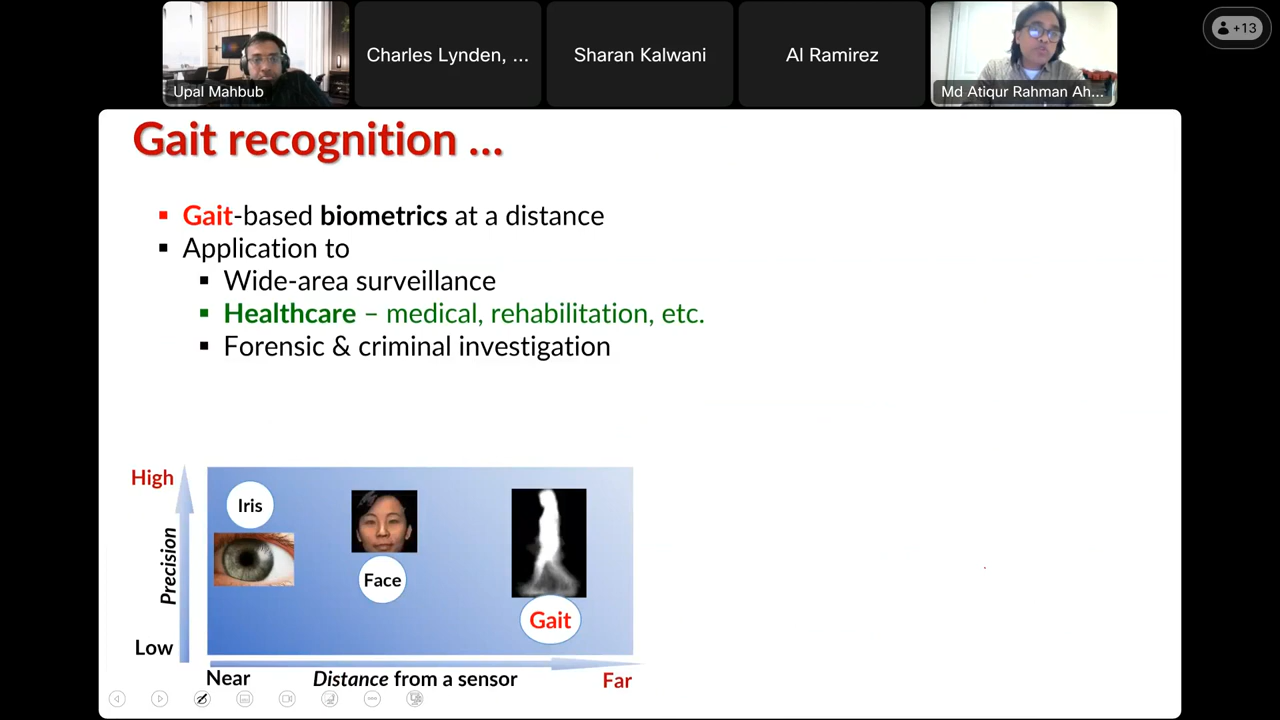 Upal Mahbub
Charles Lynden, ...
Sharan Kalwani
Al Ramirez
Md Atiqur Rahman Ah...
+13
Gait recognition ...
Gait-based biometrics at a distance
Application to
Wide-area surveillance
Healthcare – medical, rehabilitation, etc.
Forensic & criminal investigation
High
Precision
Low
Iris
Face
Gait
Near
Distance from a sensor
Far